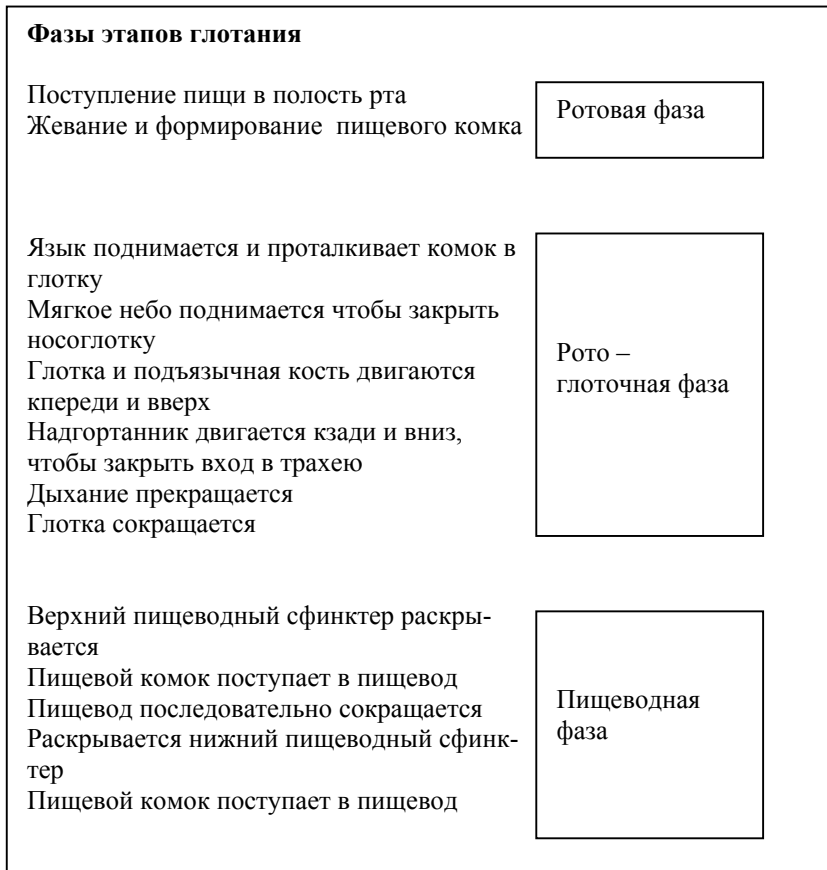 Фазы этапов глотания
Поступление пищи в полость рта
Жевание и формирование пищевого комка
Ротовая фаза
Язык поднимается и проталкивает комок в
глотку
Мягкое небо поднимается чтобы закрыть
носоглотку
Глотка и подъязычная кость двигаются
кпереди и вверх
Надгортанник двигается кзади и вниз,
чтобы закрыть вход в трахею
Дыхание прекращается
Глотка сокращается
Рото –
глоточная фаза
Верхний пищеводный сфинктер раскры-
вается
Пищевой комок поступает в пищевод
Пищевод последовательно сокращается
Раскрывается нижний пищеводный сфинк-
тер
Пищевой комок поступает в пищевод
Пищеводная
фаза